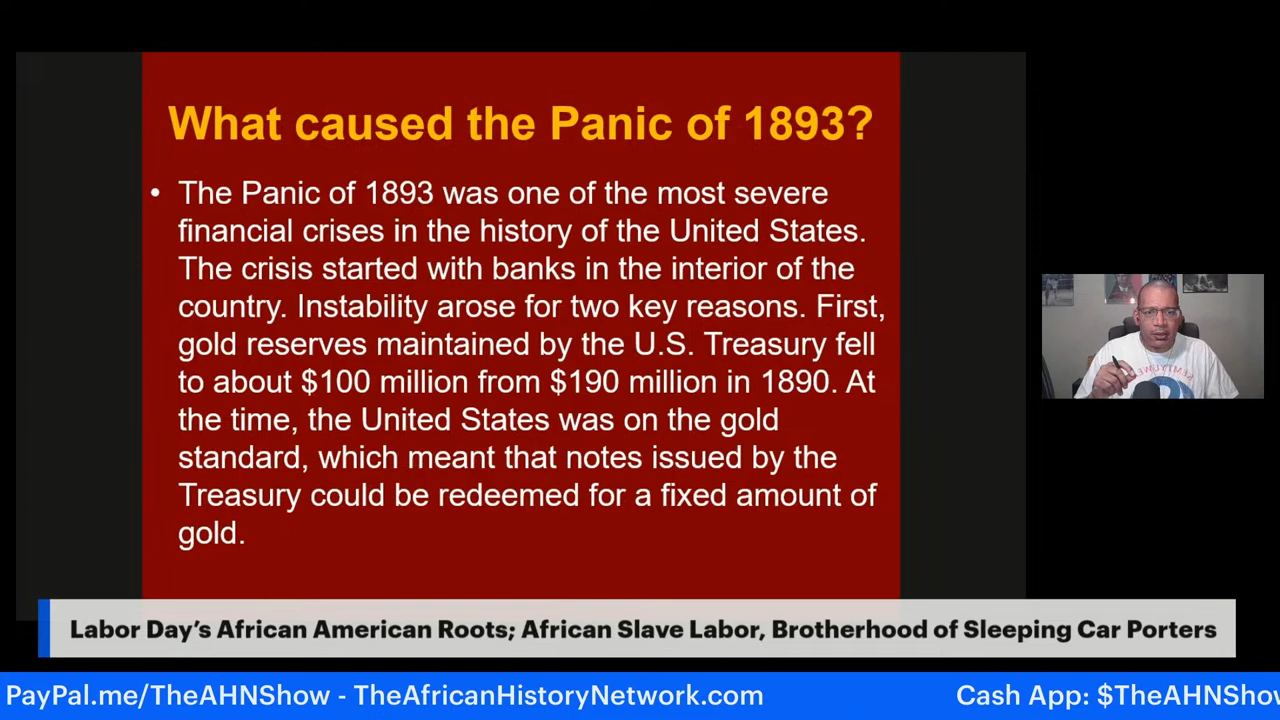 What caused the Panic of 1893?
• The Panic of 1893 was one of the most severe
financial crises in the history of the United States.
The crisis started with banks in the interior of the
country. Instability arose for two key reasons. First,
gold reserves maintained by the U.S. Treasury fell
to about $100 million from $190 million in 1890. At
the time, the United States was on the gold
standard, which meant that notes issued by the
Treasury could be redeemed for a fixed amount of
gold.
Labor Day's African American Roots; African Slave Labor, Brotherhood of Sleeping Car Porters
PayPal.me/TheAHNShow - TheAfricanHistoryNetwork.com
Cash App: $TheAHNSho